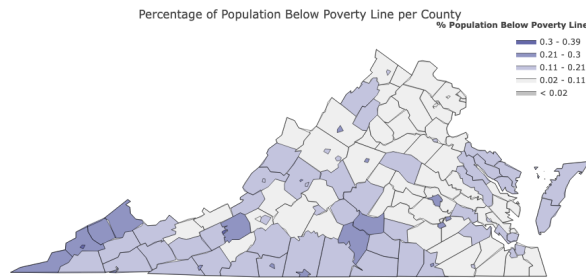 Percentage of Population Below Poverty Line per County
% Population Below Poverty Line
0.3 - 0.39
0.21 - 0.3
0.11 - 0.21
0.02 - 0.11
< 0.02